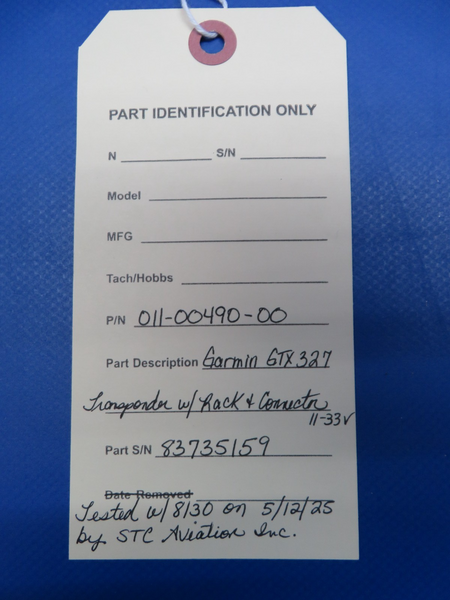 PART IDENTIFICATION ONLY
N S/N
Model
MFG
Tach/Hobbs
P/N 011-00490-00
Part Description Garmin GTX 327
Transponder w/ Rack & Connector
11-33V
Part S/N 83735159
Date Removed
Tested w/ 8130 on 5/12/25
by STC Aviation Inc.